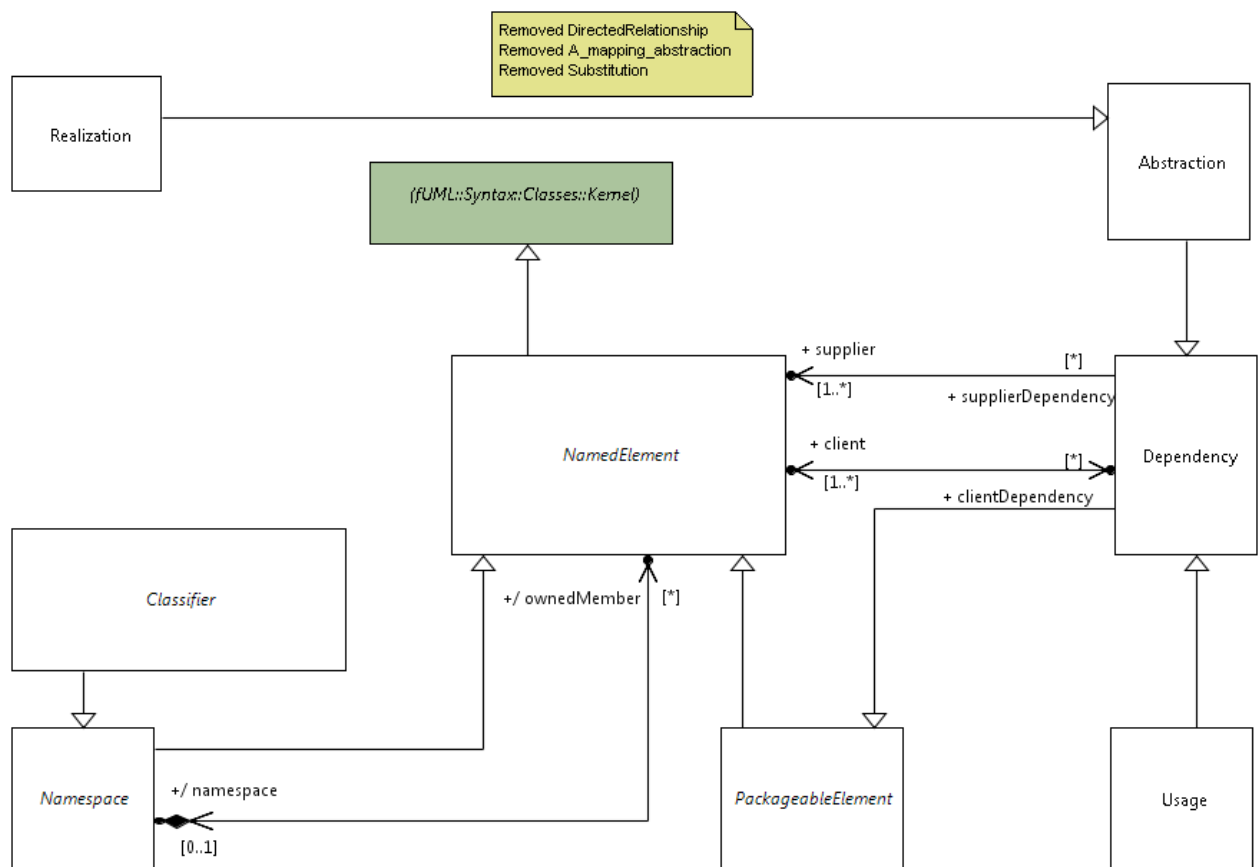 Removed DirectedRelationship
Removed A_mapping_abstraction
Removed Substitution
Realization
Abstraction
(fUML::Syntax::Classes::Kernel)
+ supplier
[*]
[1..*]
+ supplierDependency
+ client
NamedElement
[*]
Dependency
[1..*]
+ clientDependency
Classifier
+/ ownedMember
[*]
+/ namespace
Namespace
PackageableElement
Usage
[0..1]